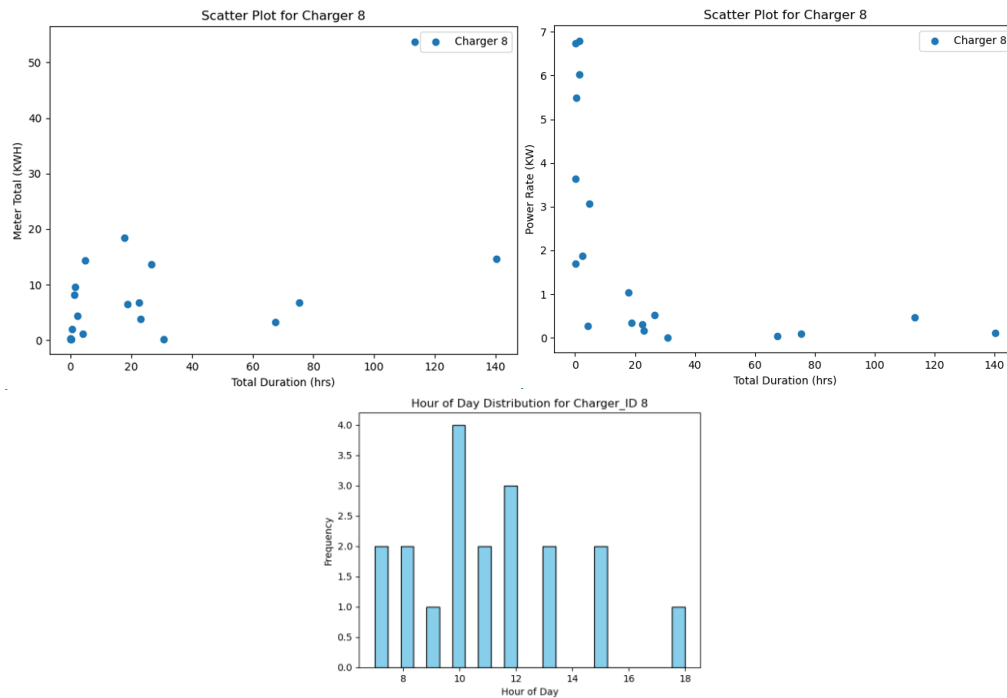 Scatter Plot for Charger 8
Charger 8
Meter Total (KWH)
50
40
30
20
10
0
0 20 40 60 80 100 120 140
Total Duration (hrs)
Scatter Plot for Charger 8
Charger 8
Power Rate (KW)
7
6
5
4
3
2
1
0
0 20 40 60 80 100 120 140
Total Duration (hrs)
Hour of Day Distribution for Charger_ID 8
Frequency
4.0
3.5
3.0
2.5
2.0
1.5
1.0
0.5
0.0
8 10 12 14 16 18
Hour of Day